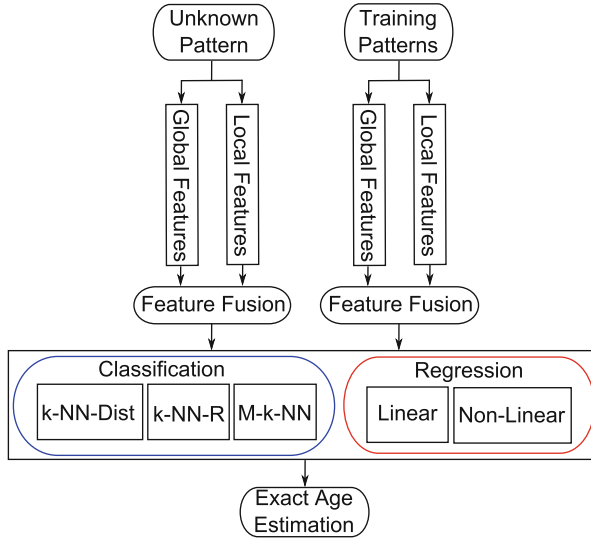 Unknown
Pattern
Training
Patterns
Global Features
Local Features
Global Features
Local Features
Feature Fusion
Feature Fusion
Classification
k-NN-Dist
k-NN-R
M-k-NN
Regression
Linear
Non-Linear
Exact Age
Estimation